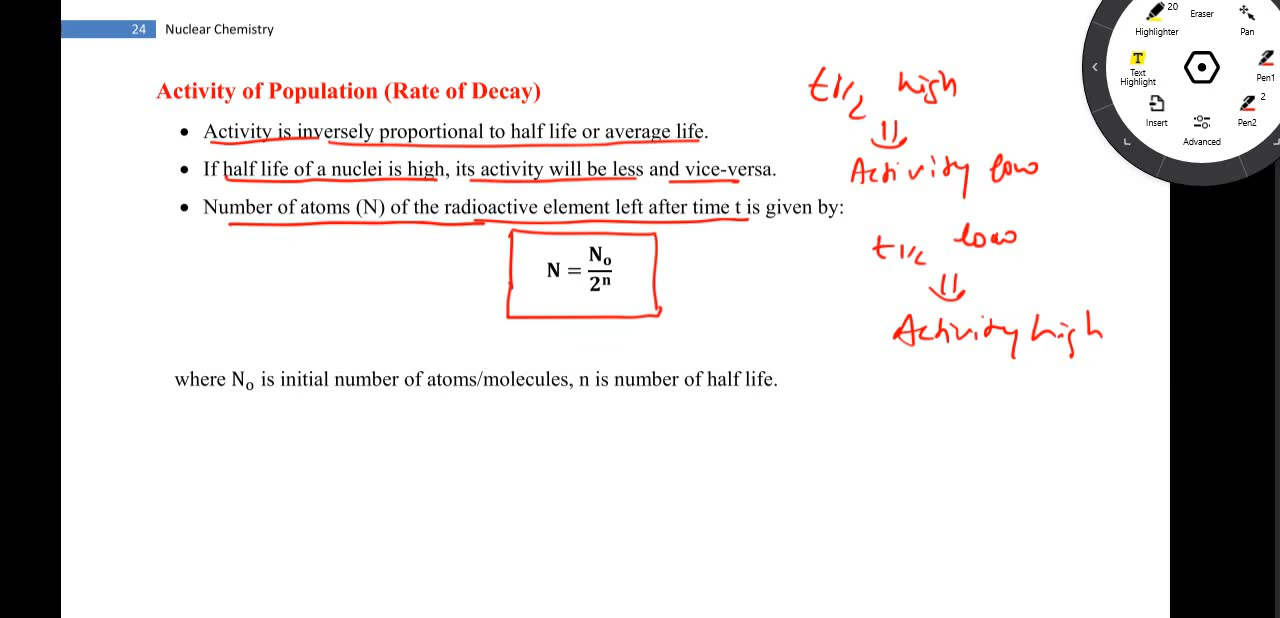 24 Nuclear Chemistry
Activity of Population (Rate of Decay)
• Activity is inversely proportional to half life or average life.
• If half life of a nuclei is high, its activity will be less and vice-versa.
• Number of atoms (N) of the radioactive element left after time t is given by:
N = N₀/2ⁿ
where N₀ is initial number of atoms/molecules, n is number of half life.
t1/2 high
⇓
Activity low
t1/2 low
⇓
Activity high
20
Highlighter
Eraser
Pan
T
Text
Highlight
Pen1
Insert
Advanced
2
Pen2